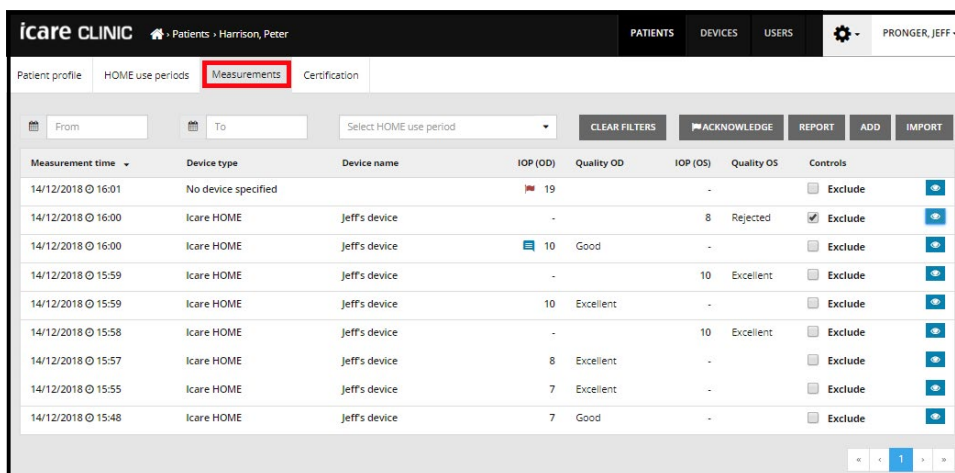 icare CLINIC › Patients › Harrison, Peter PATIENTS DEVICES USERS PRONGER, JEFF
Patient profile HOME use periods Measurements Certification
From To Select HOME use period CLEAR FILTERS ACKNOWLEDGE REPORT ADD IMPORT
Measurement time Device type Device name IOP (OD) Quality OD IOP (OS) Quality OS Controls
14/12/2018 16:01 No device specified 19 - Exclude
14/12/2018 16:00 Icare HOME Jeff's device - 8 Rejected Exclude
14/12/2018 16:00 Icare HOME Jeff's device 10 Good - Exclude
14/12/2018 15:59 Icare HOME Jeff's device - 10 Excellent Exclude
14/12/2018 15:59 Icare HOME Jeff's device 10 Excellent - Exclude
14/12/2018 15:58 Icare HOME Jeff's device - 10 Excellent Exclude
14/12/2018 15:57 Icare HOME Jeff's device 8 Excellent - Exclude
14/12/2018 15:55 Icare HOME Jeff's device 7 Excellent - Exclude
14/12/2018 15:48 Icare HOME Jeff's device 7 Good - Exclude
« ‹ 1 › »